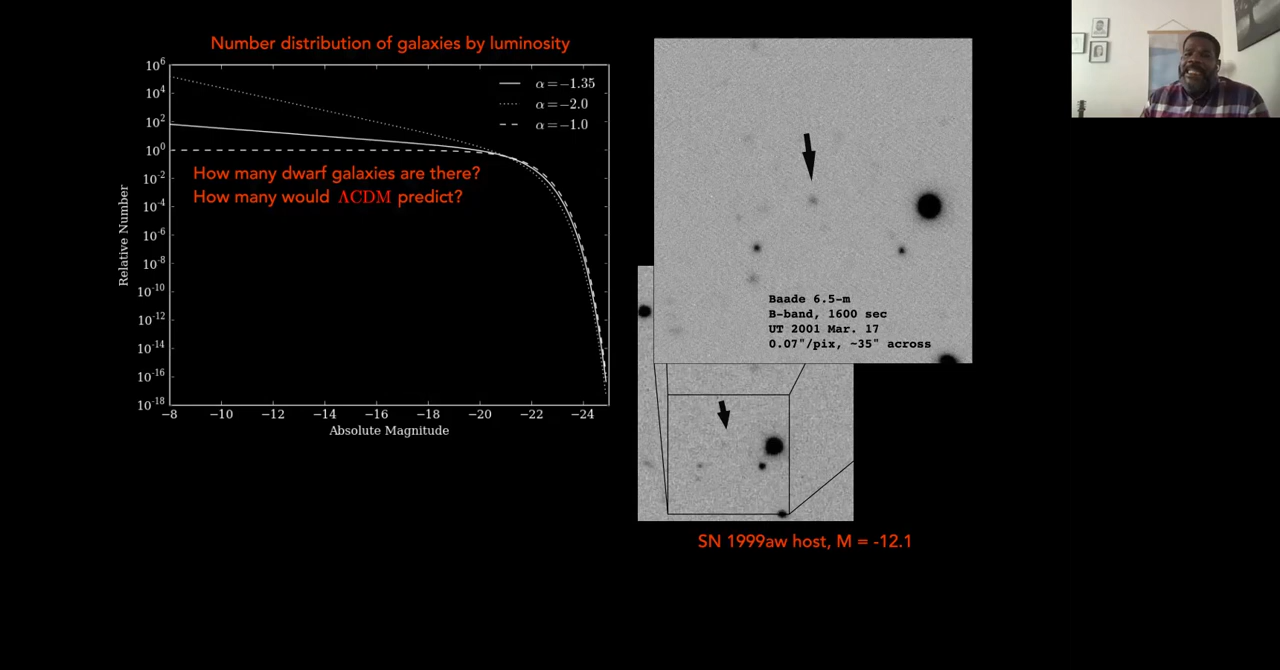 Number distribution of galaxies by luminosity
10^6
10^4
10^2
10^0
10^-2
10^-4
10^-6
10^-8
10^-10
10^-12
10^-14
10^-16
10^-18
Relative Number
α=−1.35
α=−2.0
α=−1.0
How many dwarf galaxies are there?
How many would ΛCDM predict?
−8 −10 −12 −14 −16 −18 −20 −22 −24
Absolute Magnitude
Baade 6.5-m
B-band, 1600 sec
UT 2001 Mar. 17
0.07"/pix, ~35" across
SN 1999aw host, M = -12.1